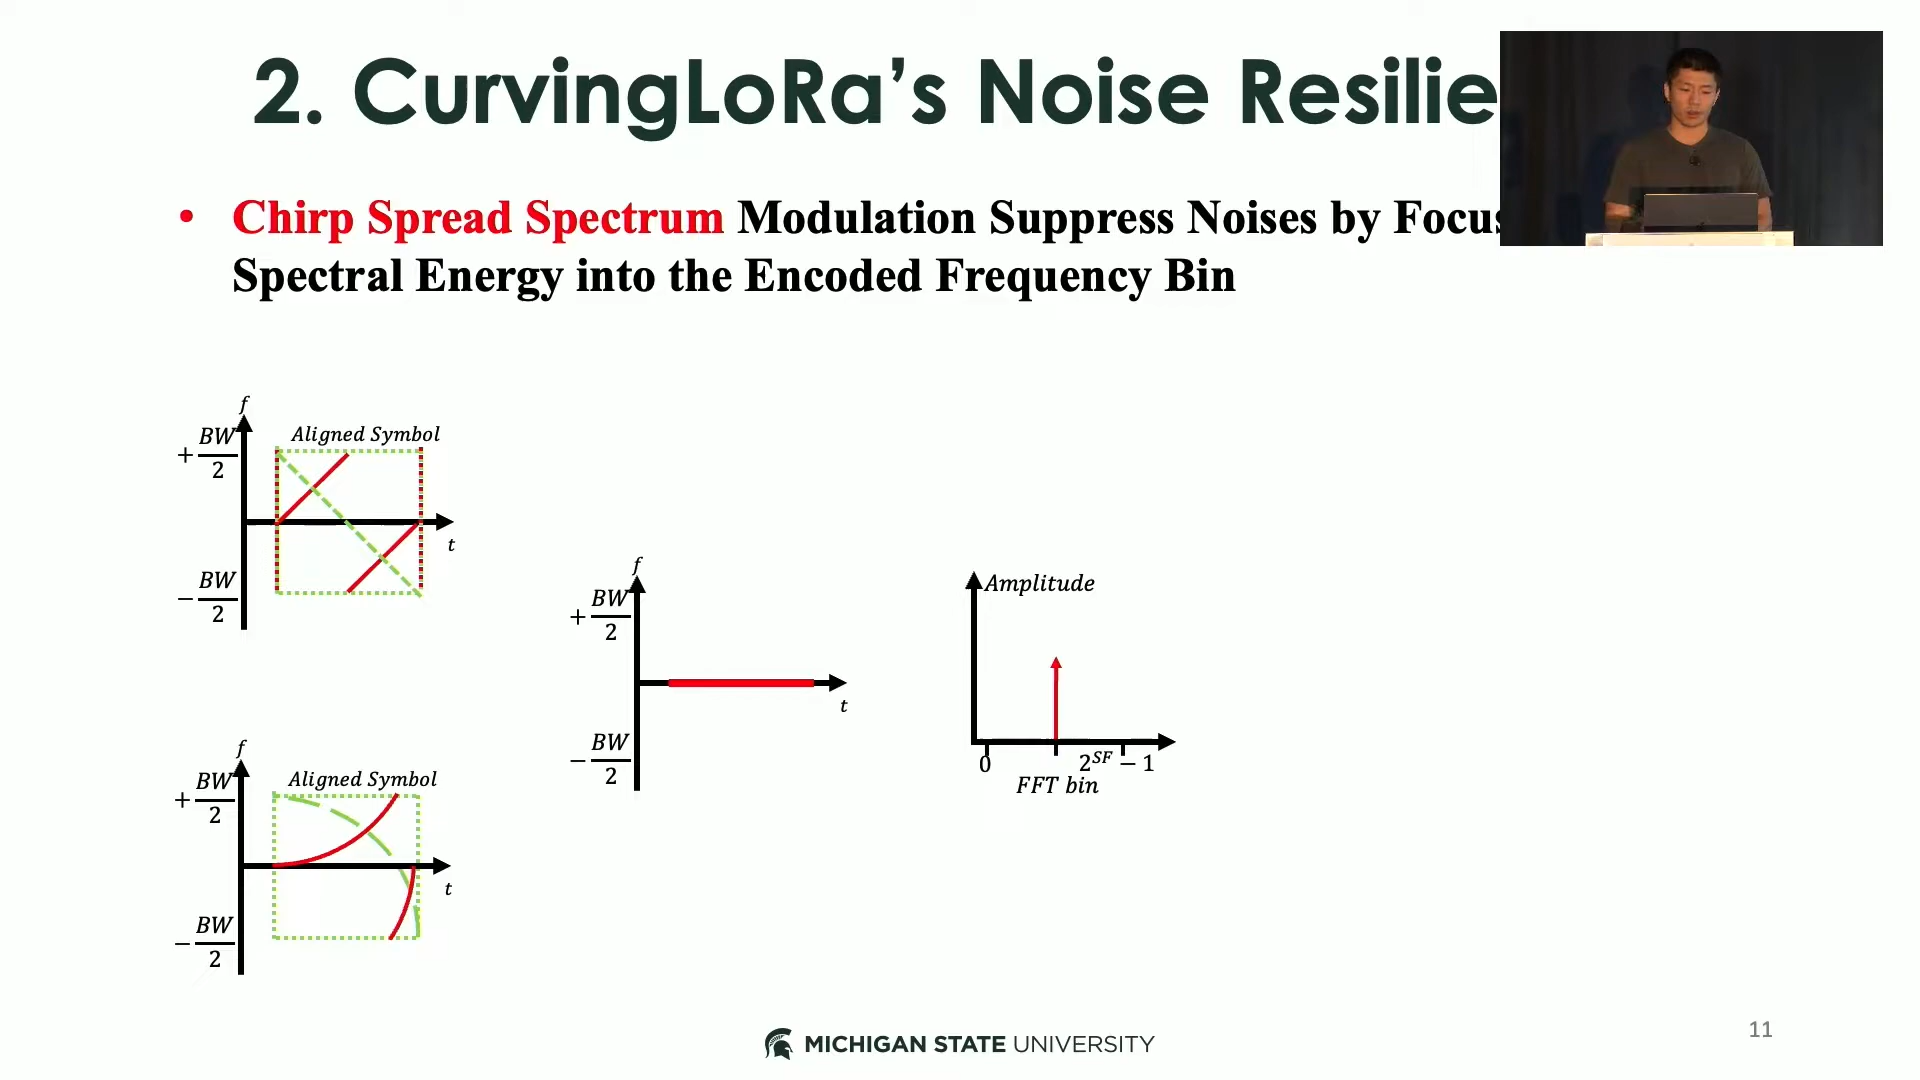 2. CurvingLoRa's Noise Resilie
• Chirp Spread Spectrum Modulation Suppress Noises by Focus
Spectral Energy into the Encoded Frequency Bin
f
+ BW/2
Aligned Symbol
t
− BW/2
f
+ BW/2
t
− BW/2
Amplitude
0
2^SF − 1
FFT bin
f
+ BW/2
Aligned Symbol
t
− BW/2
MICHIGAN STATE UNIVERSITY
11